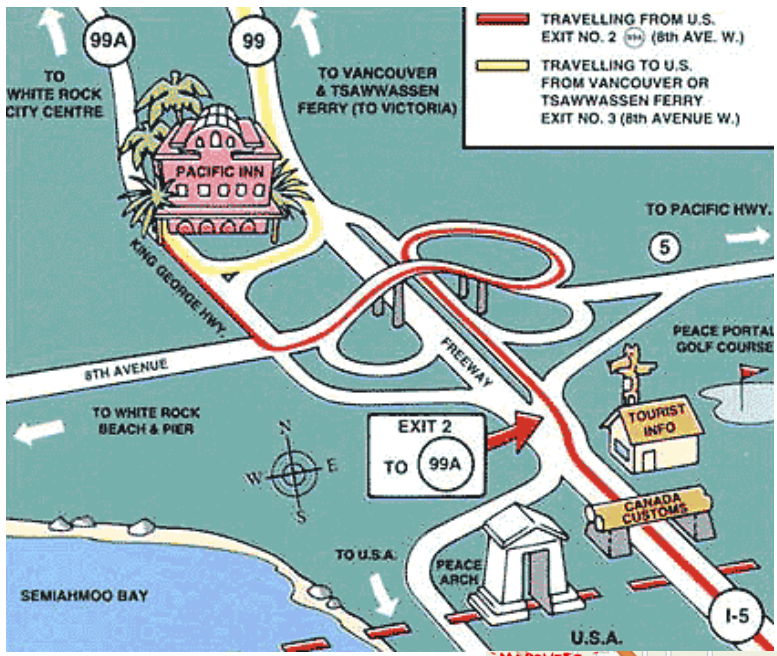 99A
99
TO
WHITE ROCK
CITY CENTRE
TO VANCOUVER
& TSAWWASSEN
FERRY (TO VICTORIA)
TRAVELLING FROM U.S.
EXIT NO. 2 99A (8th AVE. W.)
TRAVELLING TO U.S.
FROM VANCOUVER OR
TSAWWASSEN FERRY
EXIT NO. 3 (8th AVENUE W.)
PACIFIC INN
TO PACIFIC HWY.
5
KING GEORGE HWY.
FREEWAY
PEACE PORTAL
GOLF COURSE
8TH AVENUE
TO WHITE ROCK
BEACH & PIER
TOURIST
INFO
EXIT 2
TO 99A
N
W E
S
CANADA
CUSTOMS
TO U.S.A.
PEACE
ARCH
SEMIAHMOO BAY
I-5
U.S.A.